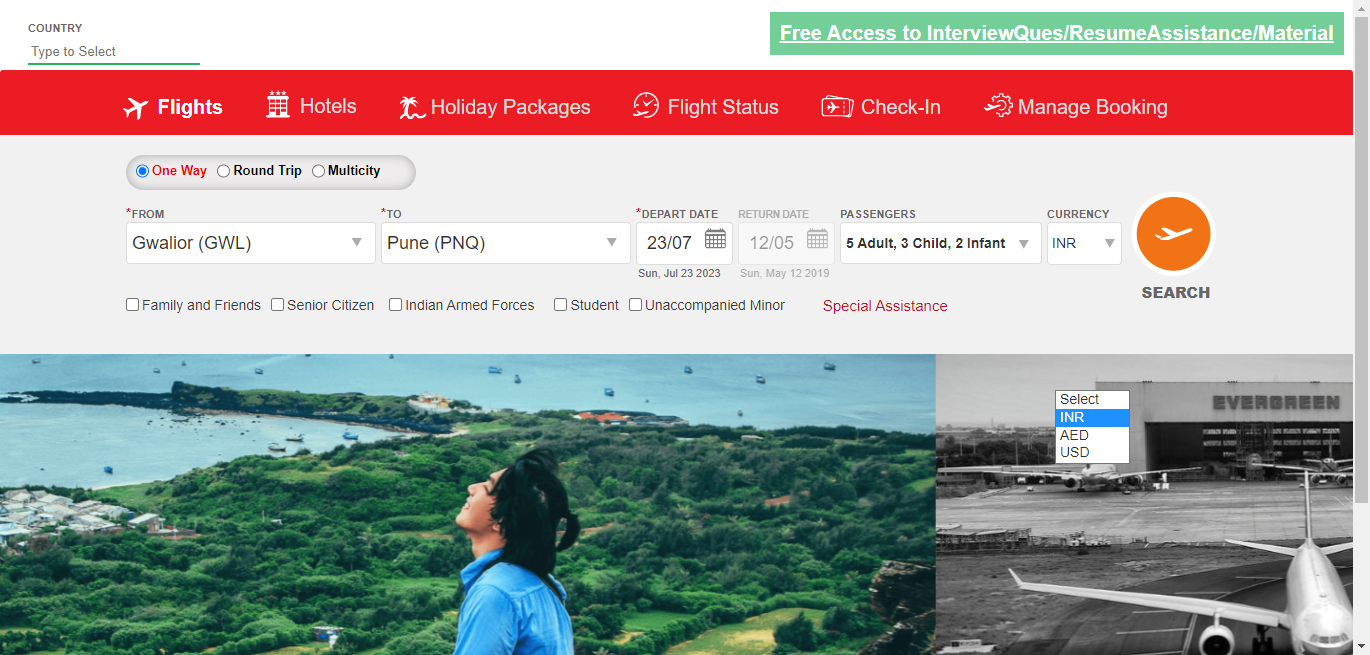 COUNTRY
Type to Select
Free Access to InterviewQues/ResumeAssistance/Material
Flights
Hotels
Holiday Packages
Flight Status
Check-In
Manage Booking
One Way
Round Trip
Multicity
*FROM
*TO
*DEPART DATE
RETURN DATE
PASSENGERS
CURRENCY
Gwalior (GWL)
Pune (PNQ)
23/07
12/05
5 Adult, 3 Child, 2 Infant
INR
Sun, Jul 23 2023
Sun, May 12 2019
SEARCH
Family and Friends
Senior Citizen
Indian Armed Forces
Student
Unaccompanied Minor
Special Assistance
Select
INR
AED
USD
EVERGREEN